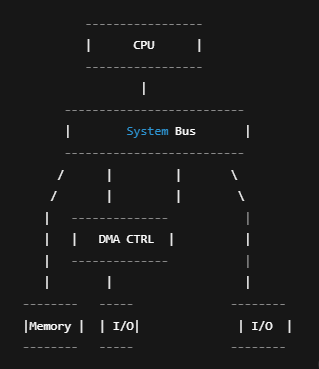 CPU
System Bus
DMA CTRL
Memory I/O I/O